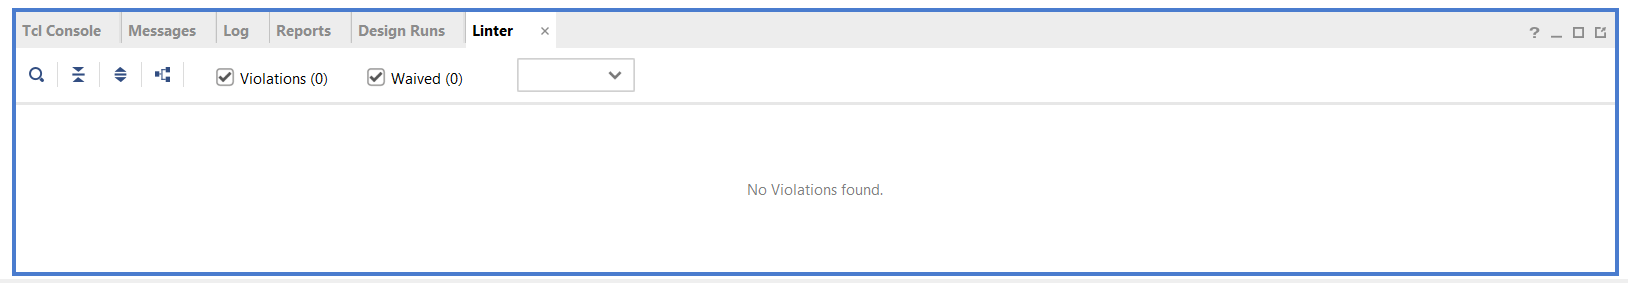 Tcl Console Messages Log Reports Design Runs Linter × ?
Violations (0) Waived (0)
No Violations found.